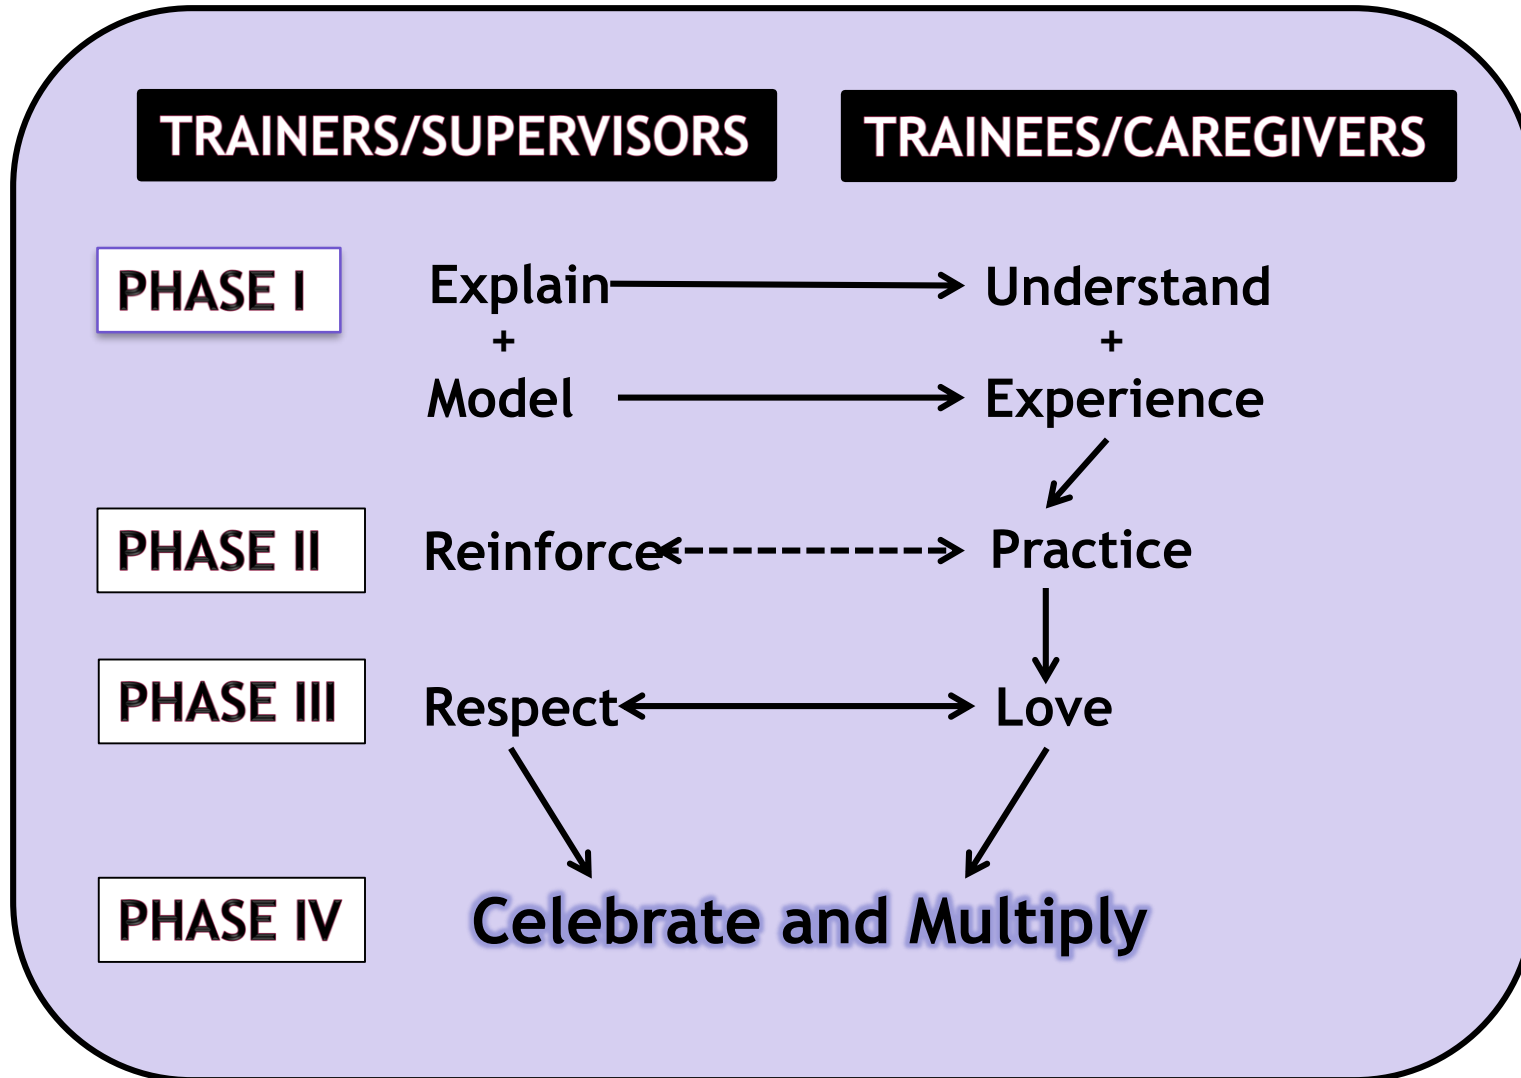 TRAINERS/SUPERVISORS TRAINEES/CAREGIVERS
PHASE I Explain Understand
+ +
Model Experience
PHASE II Reinforce Practice
PHASE III Respect Love
PHASE IV Celebrate and Multiply